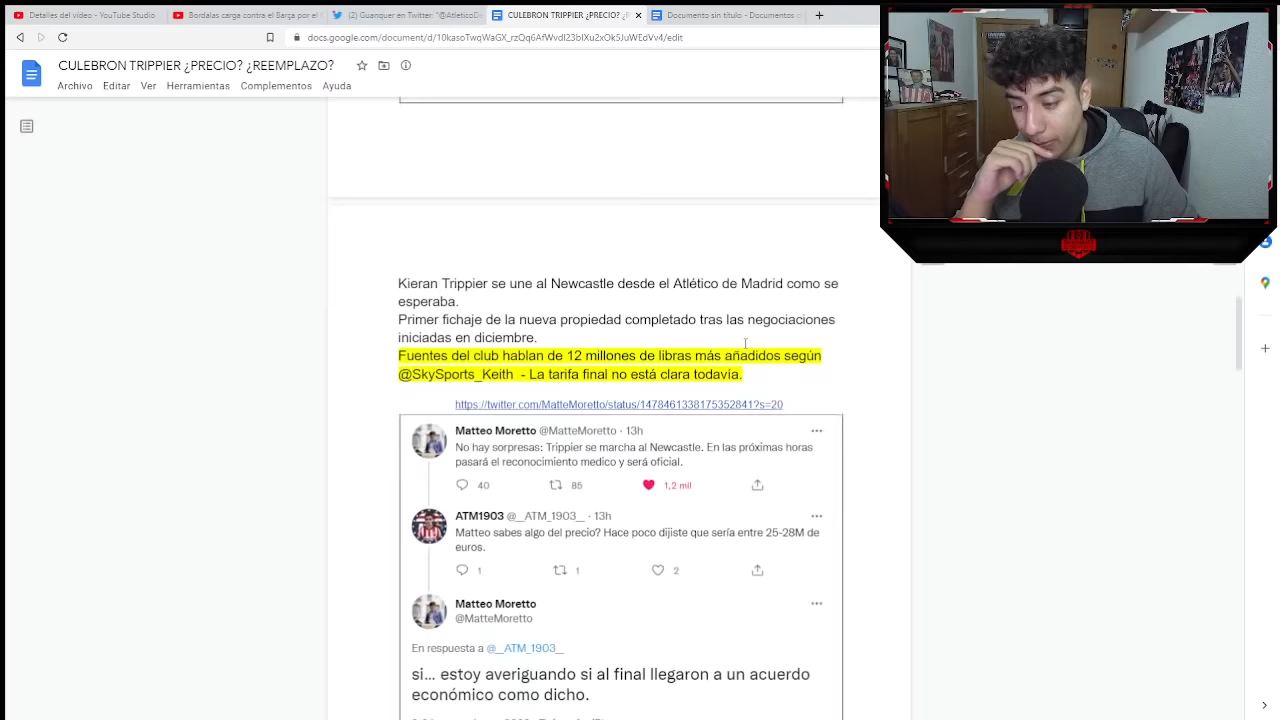 Detalles del vídeo - YouTube Studio
Bordalas carga contra el Barça por el
(2) Guanquer en Twitter: "@AtleticoD
CULEBRON TRIPPIER ¿PRECIO? ¿
Documento sin título - Documentos
docs.google.com/document/d/10kasoTwqWaGX_rzQq6AfWvdl23bIXu2xOk5JuWEdVv4/edit
CULEBRON TRIPPIER ¿PRECIO? ¿REEMPLAZO?
Archivo Editar Ver Herramientas Complementos Ayuda
Kieran Trippier se une al Newcastle desde el Atlético de Madrid como se
esperaba.
Primer fichaje de la nueva propiedad completado tras las negociaciones
iniciadas en diciembre.
Fuentes del club hablan de 12 millones de libras más añadidos según
@SkySports_Keith - La tarifa final no está clara todavía.
https://twitter.com/MatteMoretto/status/1478461338175352841?s=20
Matteo Moretto @MatteMoretto · 13h
No hay sorpresas: Trippier se marcha al Newcastle. En las próximas horas
pasará el reconocimiento medico y será oficial.
40 85 1,2 mil
ATM1903 @__ATM_1903__ · 13h
Matteo sabes algo del precio? Hace poco dijiste que sería entre 25-28M de
euros.
1 1 2
Matteo Moretto
@MatteMoretto
En respuesta a @__ATM_1903__
si... estoy averiguando si al final llegaron a un acuerdo
económico como dicho.